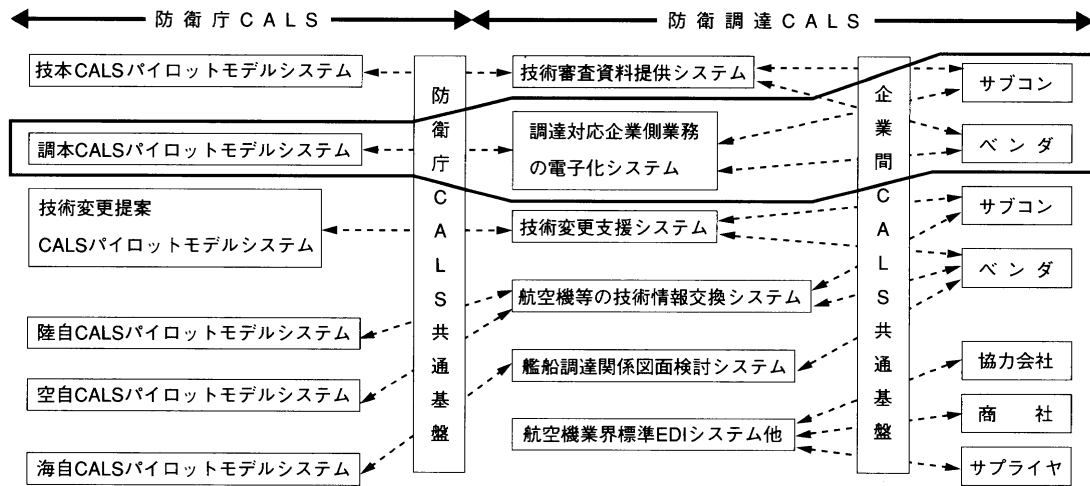 防衛庁CALS
防衛調達CALS
技本CALSパイロットモデルシステム
調本CALSパイロットモデルシステム
技術変更提案
CALSパイロットモデルシステム
陸自CALSパイロットモデルシステム
空自CALSパイロットモデルシステム
海自CALSパイロットモデルシステム
防衛庁CALS共通基盤
技術審査資料提供システム
調達対応企業側業務
の電子化システム
技術変更支援システム
航空機等の技術情報交換システム
艦船調達関係図面検討システム
航空機業界標準EDIシステム他
企業間CALS共通基盤
サブコン
ベンダ
サブコン
ベンダ
協力会社
商社
サプライヤ